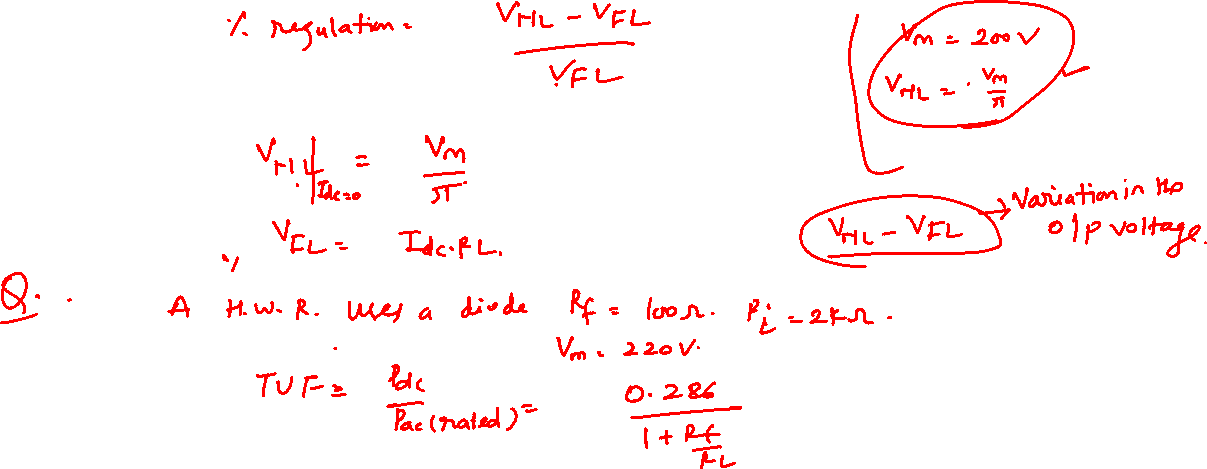 % regulation = (VNL - VFL) / VFL
Vm = 200 V
VNL = Vm / π
VNL | Idc=0 = Vm / π
VNL - VFL → Variation in the
o/p voltage.
VFL = Idc·RL.
Q. A H.W.R. uses a diode Rf = 100Ω. RL = 2kΩ.
Vm = 220 V.
TUF = Pdc / Pac (rated) = 0.286 / (1 + Rf / RL)